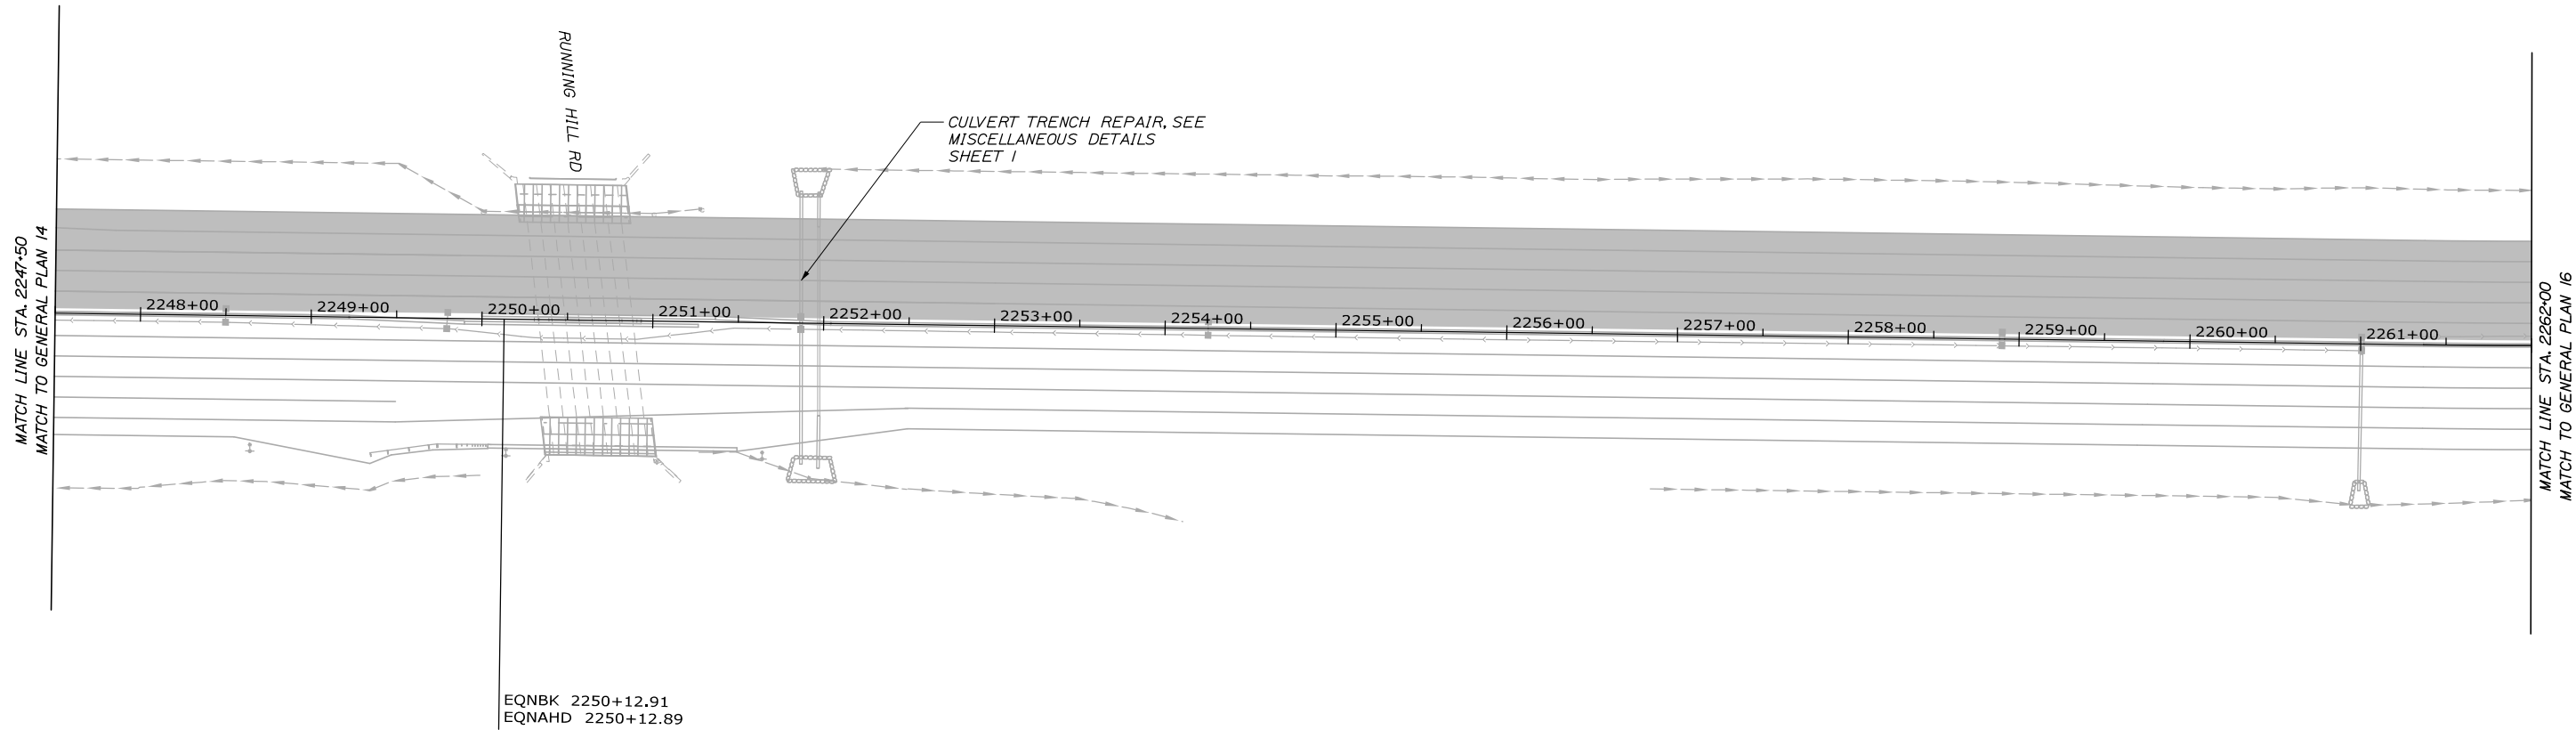 MATCH LINE STA. 2247+50
MATCH TO GENERAL PLAN 14
RUNNING HILL RD
CULVERT TRENCH REPAIR, SEE
MISCELLANEOUS DETAILS
SHEET 1
2248+00
2249+00
2250+00
2251+00
2252+00
2253+00
2254+00
2255+00
2256+00
2257+00
2258+00
2259+00
2260+00
2261+00
EQNBK 2250+12.91
EQNAHD 2250+12.89
MATCH LINE STA. 2262+00
MATCH TO GENERAL PLAN 16